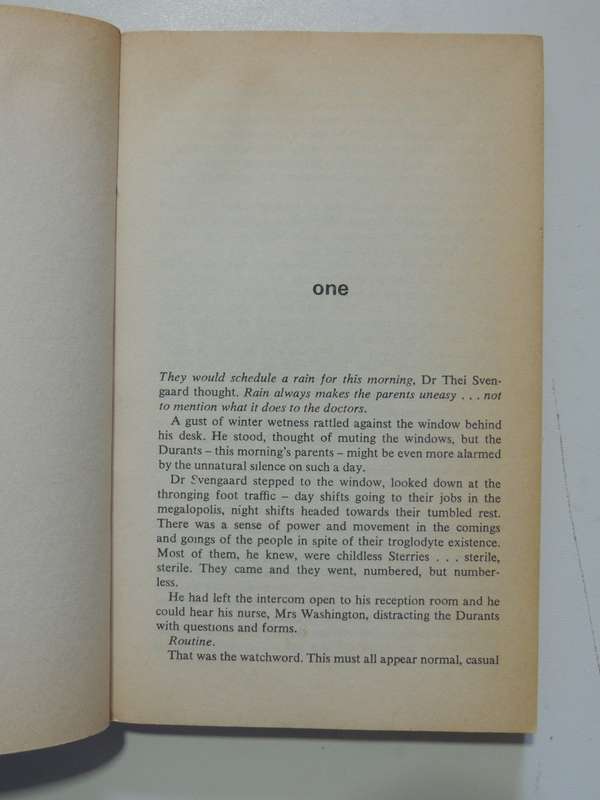 one
They would schedule a rain for this morning, Dr Thei Sven-
gaard thought. Rain always makes the parents uneasy . . . not
to mention what it does to the doctors.
A gust of winter wetness rattled against the window behind
his desk. He stood, thought of muting the windows, but the
Durants – this morning's parents – might be even more alarmed
by the unnatural silence on such a day.
Dr Svengaard stepped to the window, looked down at the
thronging foot traffic – day shifts going to their jobs in the
megalopolis, night shifts headed towards their tumbled rest.
There was a sense of power and movement in the comings
and goings of the people in spite of their troglodyte existence.
Most of them, he knew, were childless Sterries . . . sterile,
sterile. They came and they went, numbered, but number-
less.
He had left the intercom open to his reception room and he
could hear his nurse, Mrs Washington, distracting the Durants
with questions and forms.
Routine.
That was the watchword. This must all appear normal, casual